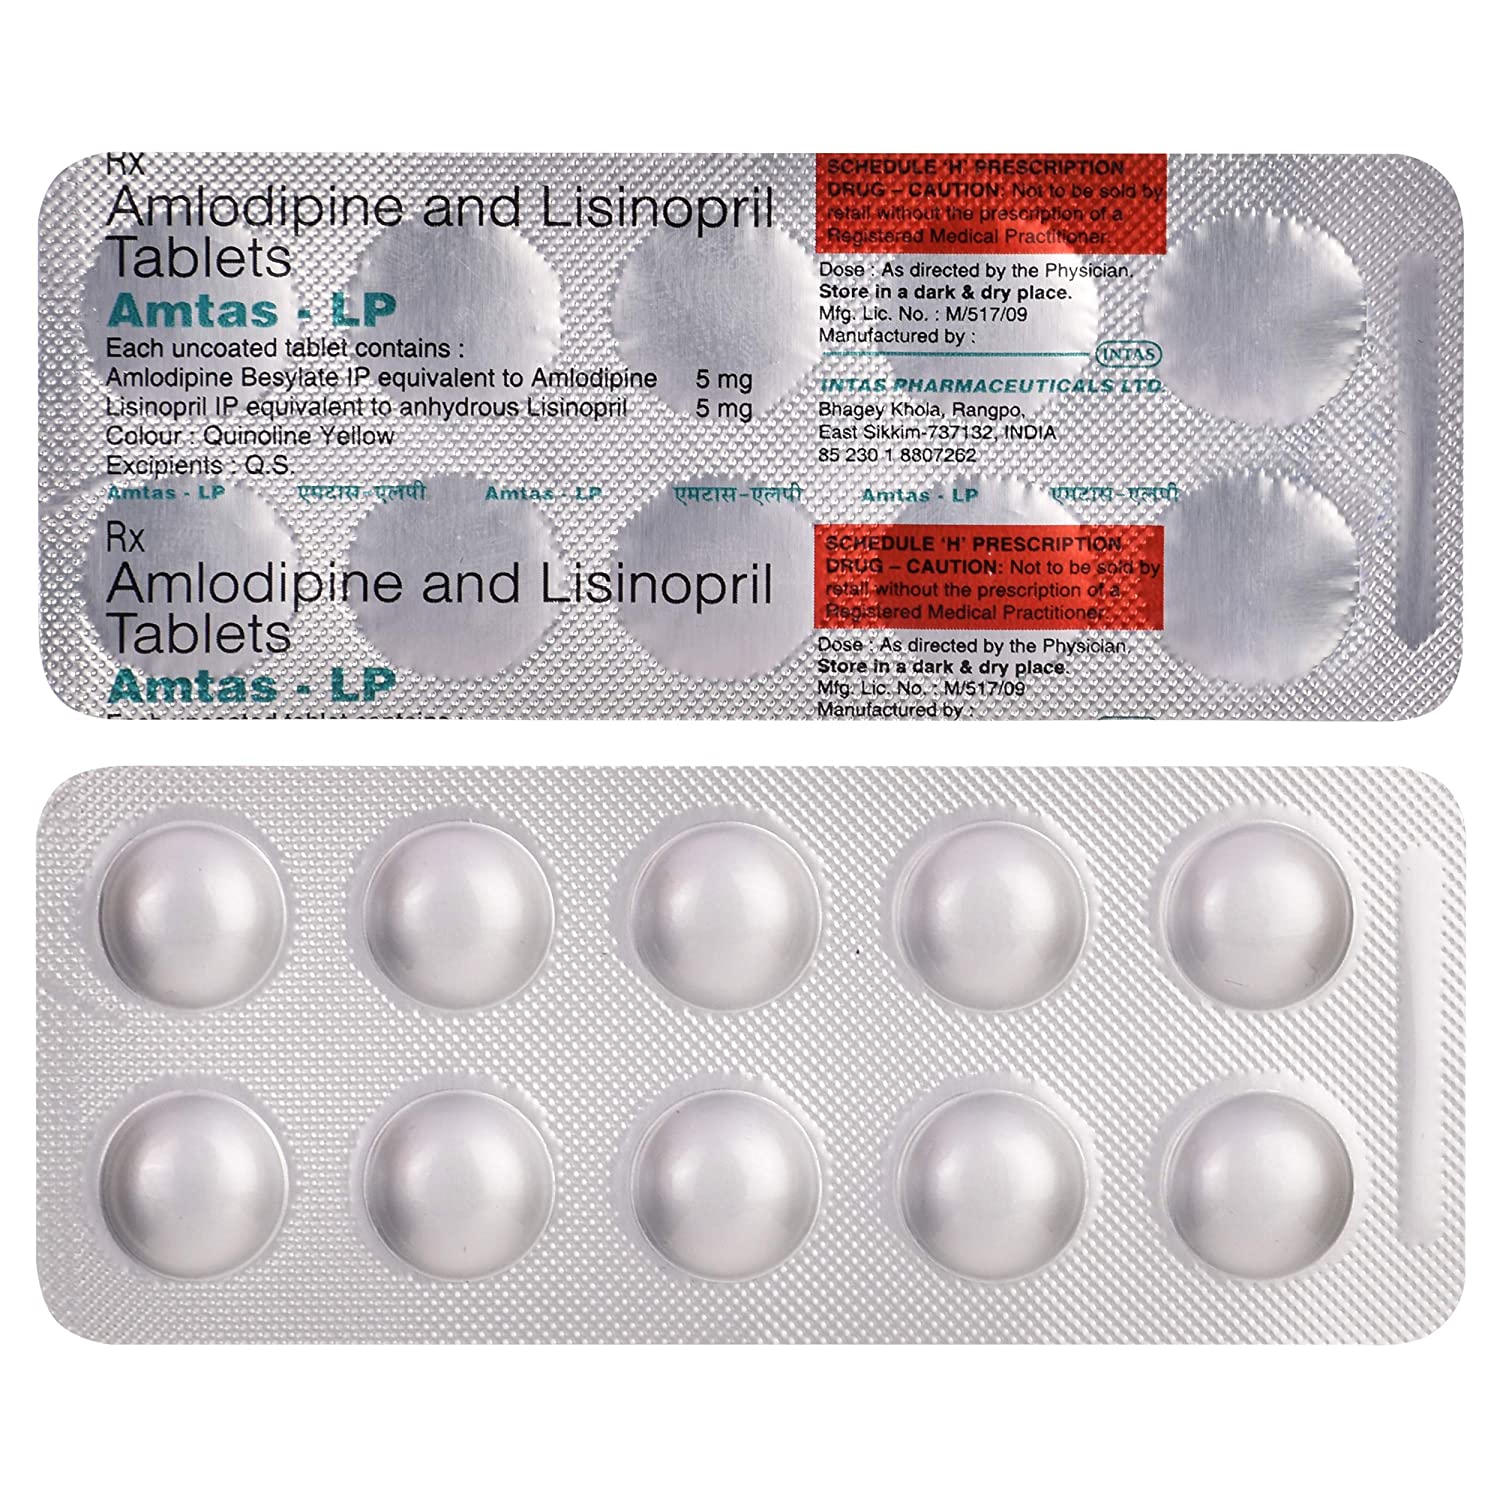 Rx
Amlodipine and Lisinopril
Tablets
Amtas - LP
Each uncoated tablet contains :
Amlodipine Besylate IP equivalent to Amlodipine 5 mg
Lisinopril IP equivalent to anhydrous Lisinopril 5 mg
Colour : Quinoline Yellow
Excipients : Q.S.
SCHEDULE 'H' PRESCRIPTION
DRUG – CAUTION: Not to be sold by
retail without the prescription of a
Registered Medical Practitioner.
Dose : As directed by the Physician.
Store in a dark & dry place.
Mfg. Lic. No. : M/517/09
Manufactured by :
INTAS
INTAS PHARMACEUTICALS LTD.
Bhagey Khola, Rangpo,
East Sikkim-737132, INDIA
85 230 1 8807262
Amtas - LP एमटास-एलपी Amtas - LP एमटास-एलपी Amtas - LP एमटास-एलपी
Rx
Amlodipine and Lisinopril
Tablets
Amtas - LP
Each uncoated tablet contains :
SCHEDULE 'H' PRESCRIPTION
DRUG – CAUTION: Not to be sold by
retail without the prescription of a
Registered Medical Practitioner.
Dose : As directed by the Physician.
Store in a dark & dry place.
Mfg. Lic. No. : M/517/09
Manufactured by :